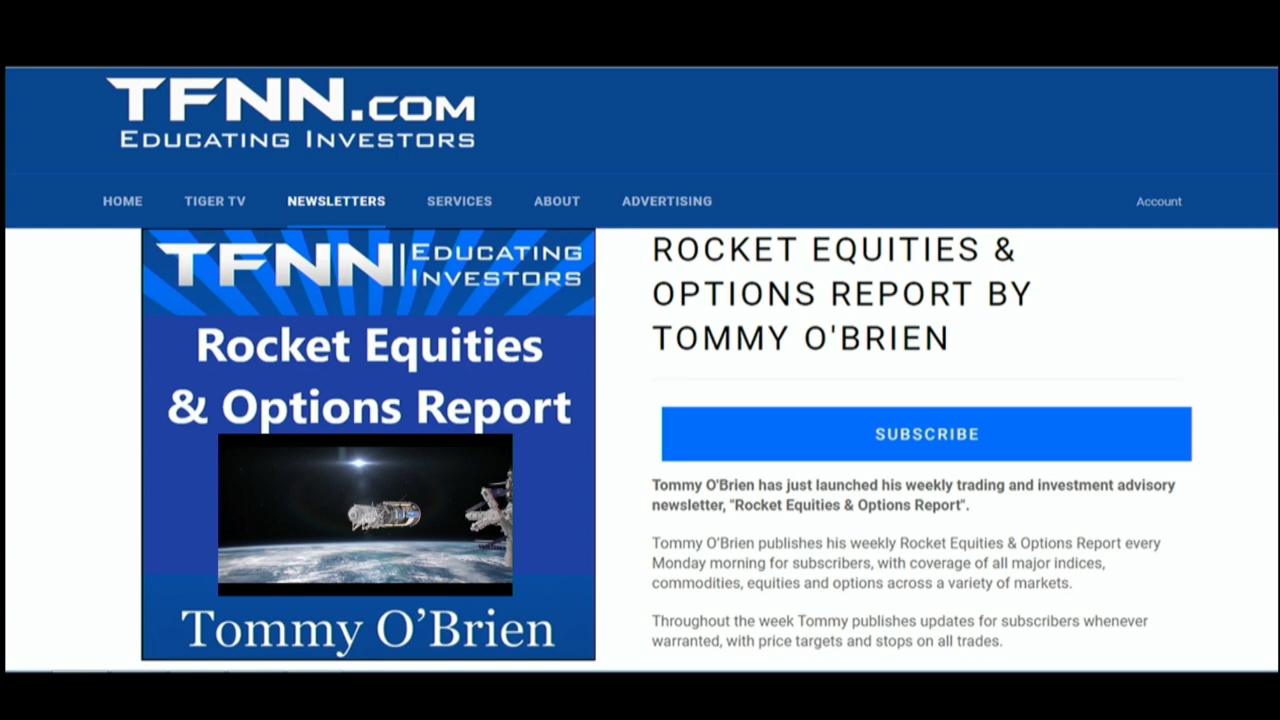 TFNN.COM
EDUCATING INVESTORS
HOME TIGER TV NEWSLETTERS SERVICES ABOUT ADVERTISING Account
TFNN | EDUCATING
INVESTORS
Rocket Equities
& Options Report
Tommy O’Brien
ROCKET EQUITIES &
OPTIONS REPORT BY
TOMMY O'BRIEN
SUBSCRIBE
Tommy O'Brien has just launched his weekly trading and investment advisory
newsletter, "Rocket Equities & Options Report".
Tommy O’Brien publishes his weekly Rocket Equities & Options Report every
Monday morning for subscribers, with coverage of all major indices,
commodities, equities and options across a variety of markets.
Throughout the week Tommy publishes updates for subscribers whenever
warranted, with price targets and stops on all trades.